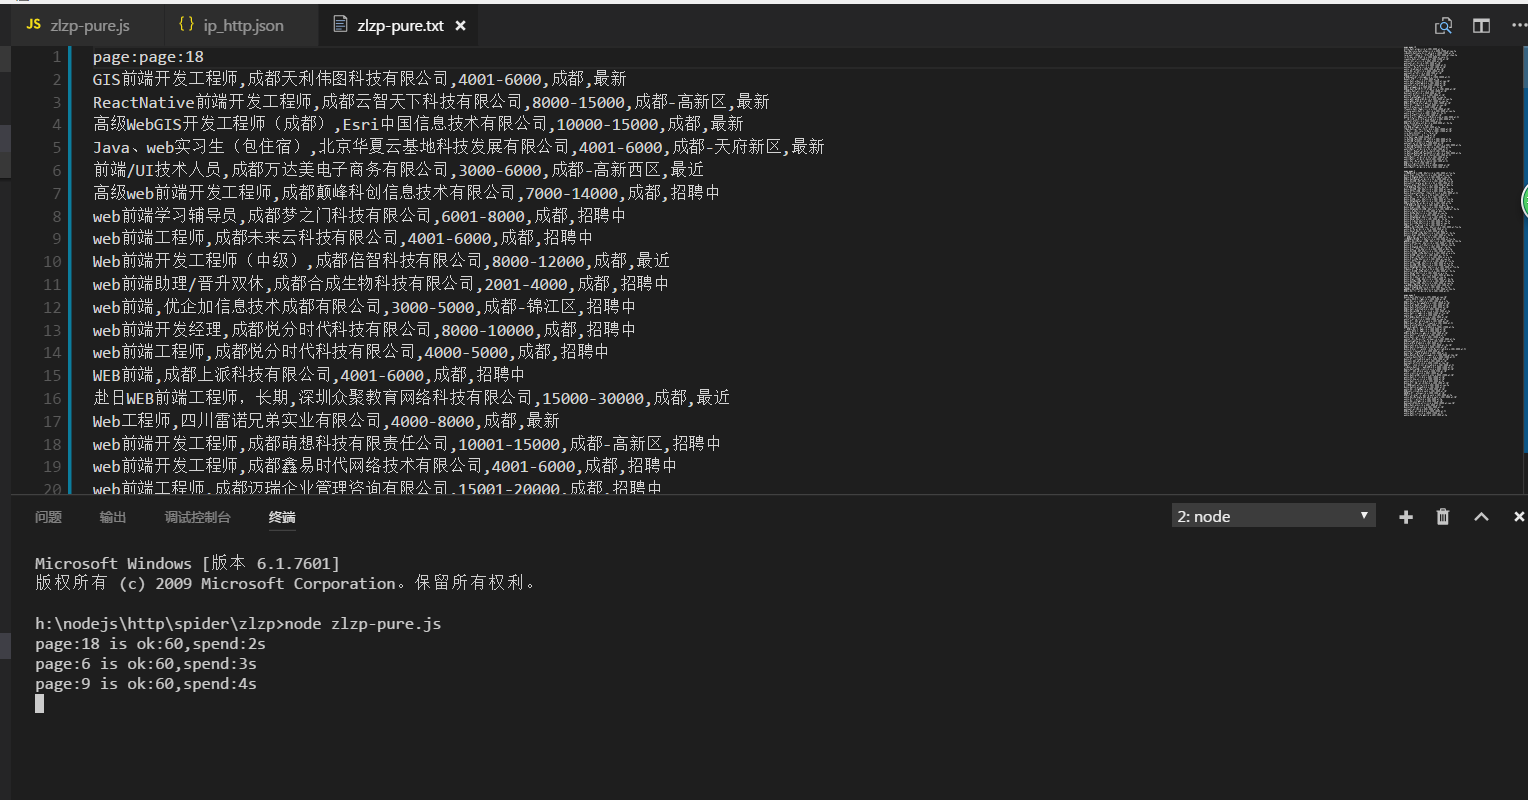 JS zlzp-pure.js {} ip_http.json zlzp-pure.txt ×
1 page:page:18
2 GIS前端开发工程师,成都天利伟图科技有限公司,4001-6000,成都,最新
3 ReactNative前端开发工程师,成都云智天下科技有限公司,8000-15000,成都-高新区,最新
4 高级WebGIS开发工程师（成都）,Esri中国信息技术有限公司,10000-15000,成都,最新
5 Java、web实习生（包住宿）,北京华夏云基地科技发展有限公司,4001-6000,成都-天府新区,最新
6 前端/UI技术人员,成都万达美电子商务有限公司,3000-6000,成都-高新西区,最近
7 高级web前端开发工程师,成都颠峰科创信息技术有限公司,7000-14000,成都,招聘中
8 web前端学习辅导员,成都梦之门科技有限公司,6001-8000,成都,招聘中
9 web前端工程师,成都未来云科技有限公司,4001-6000,成都,招聘中
10 Web前端开发工程师（中级）,成都倍智科技有限公司,8000-12000,成都,最近
11 web前端助理/晋升双休,成都合成生物科技有限公司,2001-4000,成都,招聘中
12 web前端,优企加信息技术成都有限公司,3000-5000,成都-锦江区,招聘中
13 web前端开发经理,成都悦分时代科技有限公司,8000-10000,成都,招聘中
14 web前端工程师,成都悦分时代科技有限公司,4000-5000,成都,招聘中
15 WEB前端,成都上派科技有限公司,4001-6000,成都,招聘中
16 赴日WEB前端工程师，长期,深圳众聚教育网络科技有限公司,15000-30000,成都,最近
17 Web工程师,四川雷诺兄弟实业有限公司,4000-8000,成都,最新
18 web前端开发工程师,成都萌想科技有限责任公司,10001-15000,成都-高新区,招聘中
19 web前端开发工程师,成都鑫易时代网络技术有限公司,4001-6000,成都,招聘中
20 web前端工程师,成都迈瑞企业管理咨询有限公司,15001-20000,成都,招聘中
问题 输出 调试控制台 终端 2: node
Microsoft Windows [版本 6.1.7601]
版权所有 (c) 2009 Microsoft Corporation。保留所有权利。
h:\nodejs\http\spider\zlzp>node zlzp-pure.js
page:18 is ok:60,spend:2s
page:6 is ok:60,spend:3s
page:9 is ok:60,spend:4s